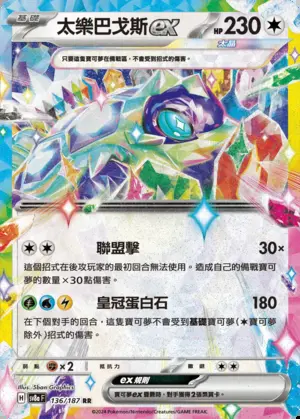 基礎 太樂巴戈斯ex HP230
太晶
只要這隻寶可夢在備戰區，不會受到招式的傷害。
聯盟擊 30×
這個招式在後攻玩家的最初回合無法使用。造成自己的備戰寶可
夢的數量×30點傷害。
皇冠蛋白石 180
在下個對手的回合，這隻寶可夢不會受到基礎寶可夢（✶寶可夢
除外）招式的傷害。
弱點 ×2 抵抗力 撤退
Illus. 5ban Graphics
H sv8a F 136/187 RR
ex規則
寶可夢ex昏厥時，對手獲得2張獎賞卡。
©2024 Pokémon/Nintendo/Creatures/GAME FREAK.